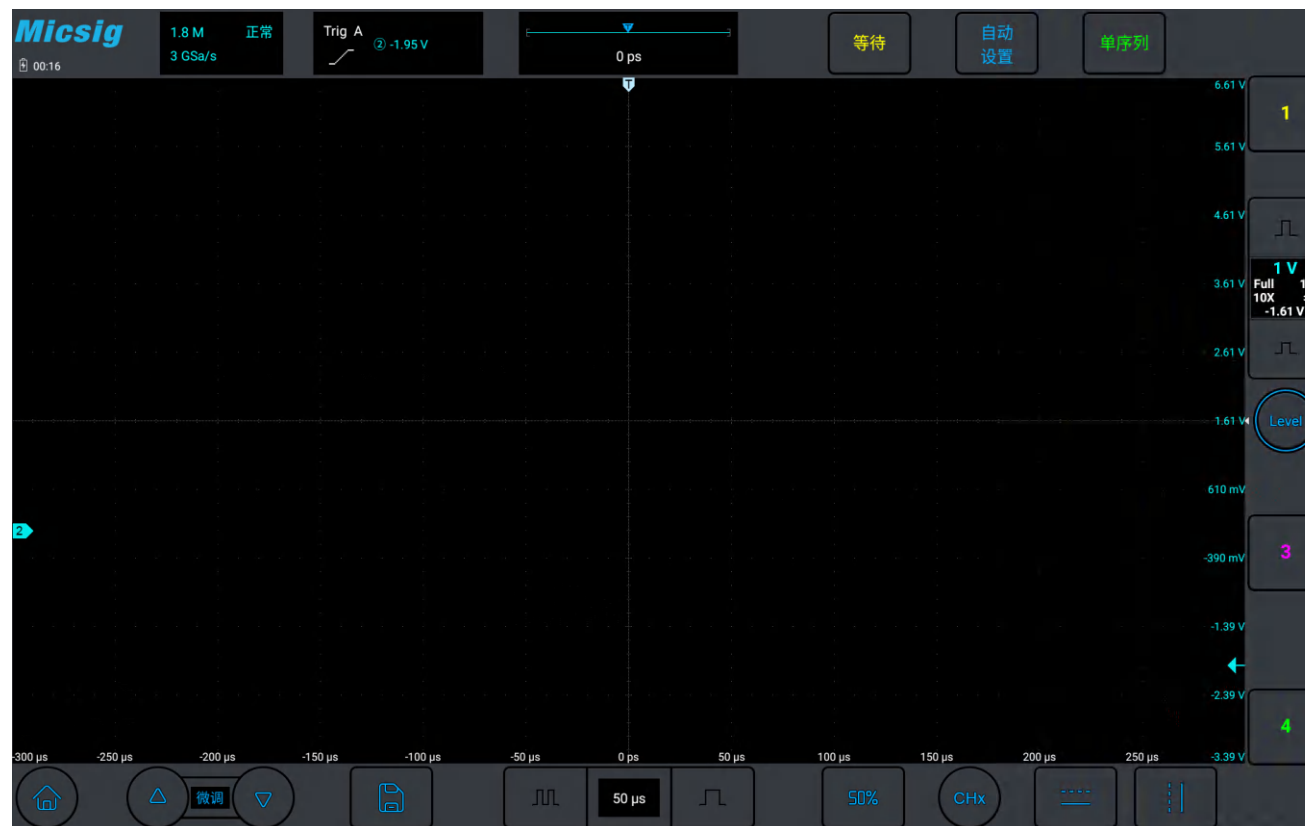 Micsig
00:16
1.8 M 正常
3 GSa/s
Trig A
② -1.95 V
0 ps
等待
自动
设置
单序列
T
6.61 V
5.61 V
4.61 V
3.61 V
2.61 V
1.61 V
610 mV
-390 mV
-1.39 V
-2.39 V
-3.39 V
1
1 V
Full 1
10X
-1.61 V
Level
2
3
4
-300 µs -250 µs -200 µs -150 µs -100 µs -50 µs 0 ps 50 µs 100 µs 150 µs 200 µs 250 µs
微调
50 µs
50%
CHx